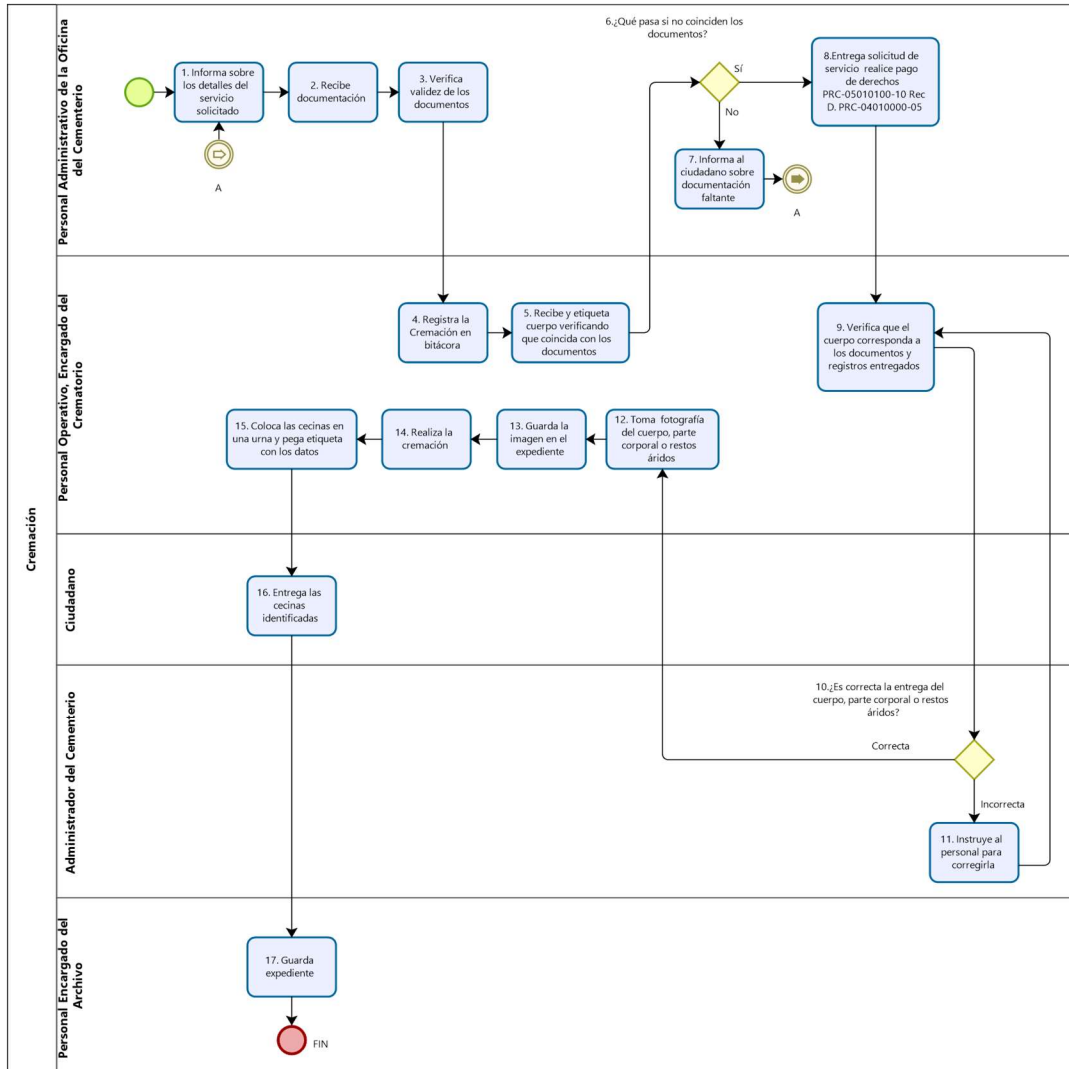 Cremación
Personal Administrativo de la Oficina
del Cementerio
1. Informa sobre
los detalles del
servicio
solicitado
2. Recibe
documentación
3. Verifica
validez de los
documentos
A
6.¿Qué pasa si no coinciden los
documentos?
Sí
No
7. Informa al
ciudadano sobre
documentación
faltante
A
8.Entrega solicitud de
servicio realice pago
de derechos
PRC-05010100-10 Rec
D. PRC-04010000-05
Personal Operativo, Encargado del
Crematorio
4. Registra la
Cremación en
bitácora
5. Recibe y etiqueta
cuerpo verificando
que coincida con los
documentos
9. Verifica que el
cuerpo corresponda a
los documentos y
registros entregados
15. Coloca las cecinas en
una urna y pega etiqueta
con los datos
14. Realiza la
cremación
13. Guarda la
imagen en el
expediente
12. Toma fotografía
del cuerpo, parte
corporal o restos
áridos
Ciudadano
16. Entrega las
cecinas
identificadas
Administrador del Cementerio
10.¿Es correcta la entrega del
cuerpo, parte corporal o restos
áridos?
Correcta
Incorrecta
11. Instruye al
personal para
corregirla
Personal Encargado del
Archivo
17. Guarda
expediente
FIN